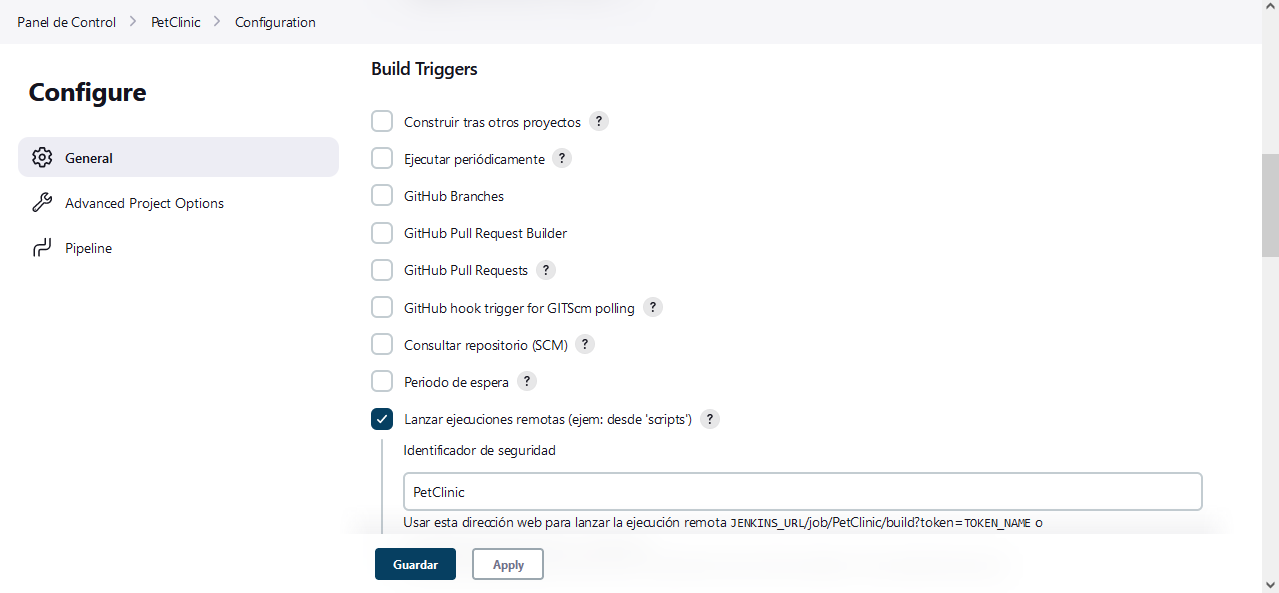 Panel de Control > PetClinic > Configuration
Configure
General
Advanced Project Options
Pipeline
Build Triggers
Construir tras otros proyectos ?
Ejecutar periódicamente ?
GitHub Branches
GitHub Pull Request Builder
GitHub Pull Requests ?
GitHub hook trigger for GITScm polling ?
Consultar repositorio (SCM) ?
Periodo de espera ?
Lanzar ejecuciones remotas (ejem: desde 'scripts') ?
Identificador de seguridad
PetClinic
Usar esta dirección web para lanzar la ejecución remota JENKINS_URL/job/PetClinic/build?token=TOKEN_NAME o
Guardar Apply